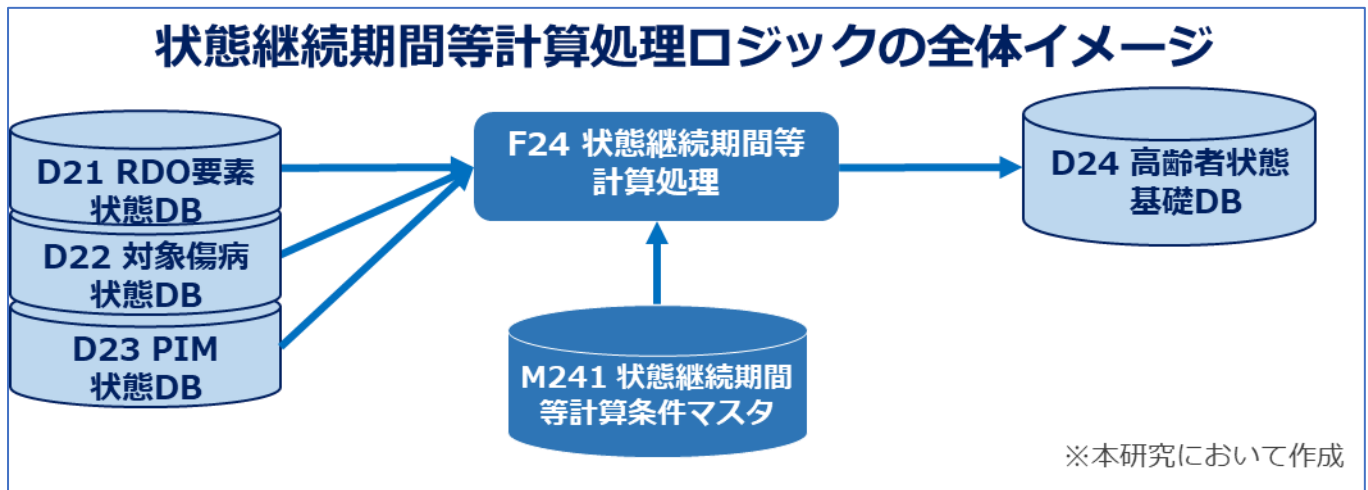 状態継続期間等計算処理ロジックの全体イメージ
D21 RDO要素
状態DB
D22 対象傷病
状態DB
D23 PIM
状態DB
F24 状態継続期間等
計算処理
M241 状態継続期間
等計算条件マスタ
D24 高齢者状態
基礎DB
※本研究において作成